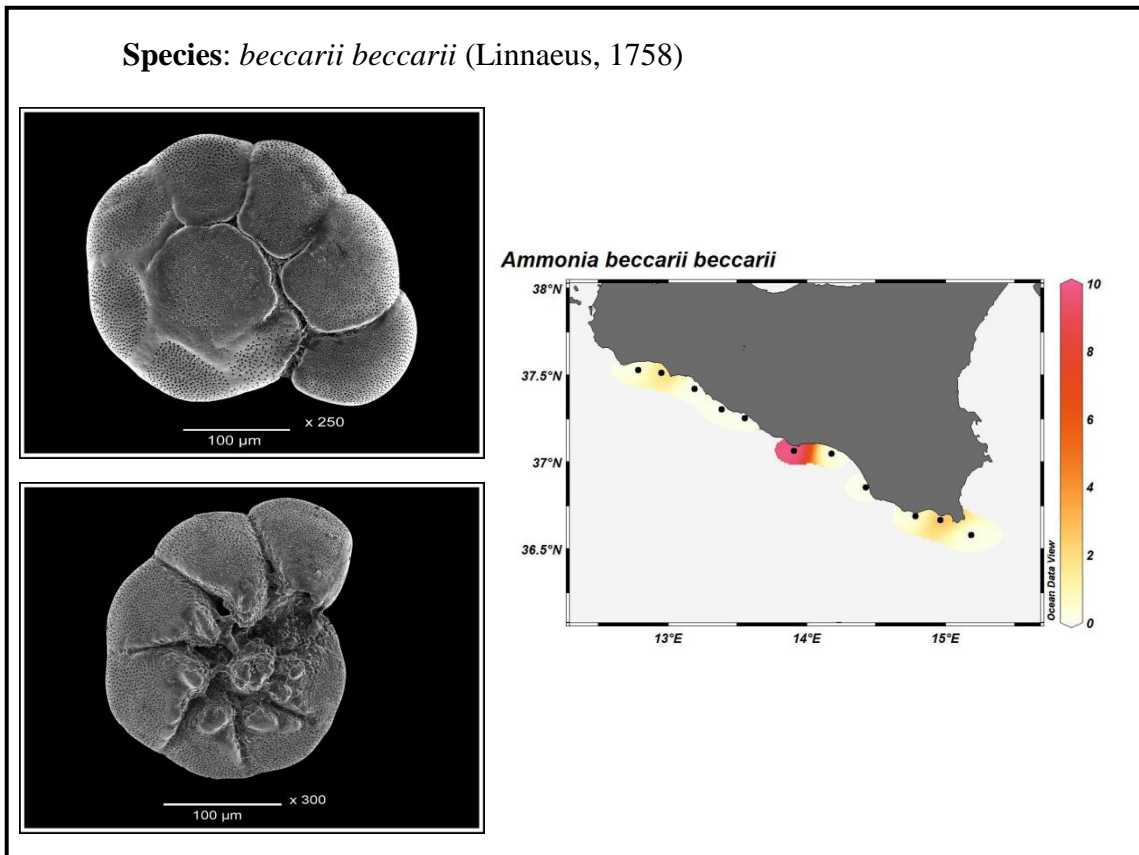 Species: beccarii beccarii (Linnaeus, 1758)
x 250
100 µm
x 300
100 µm
Ammonia beccarii beccarii
38°N
37.5°N
37°N
36.5°N
13°E
14°E
15°E
Ocean Data View
10
8
6
4
2
0